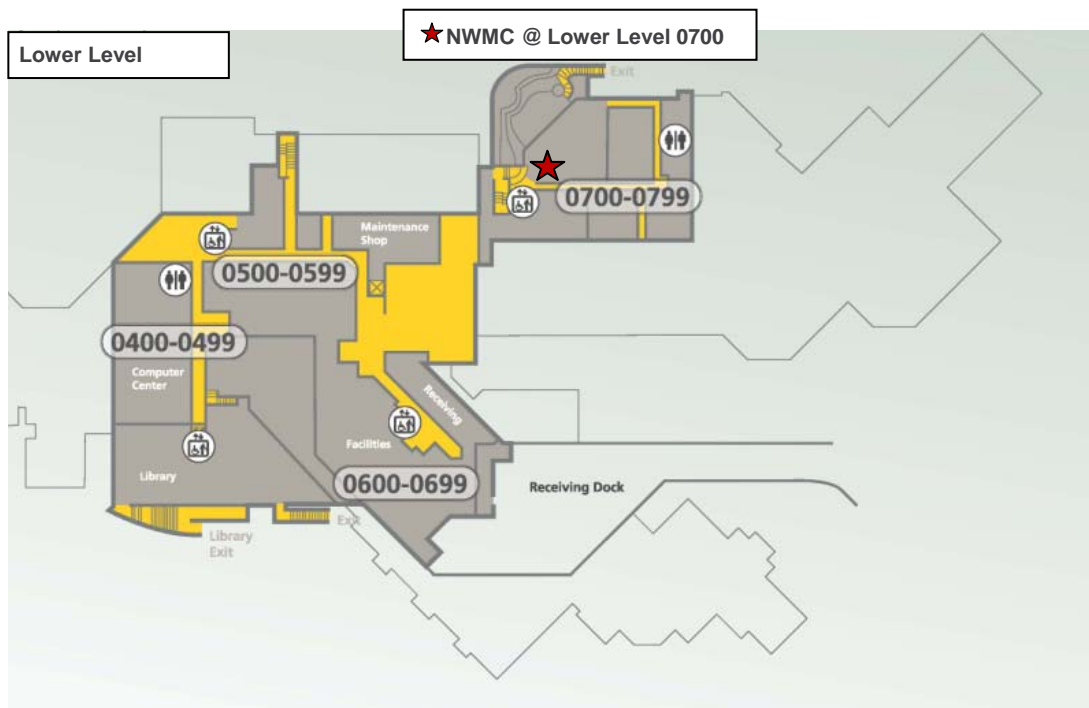 NWMC @ Lower Level 0700
Lower Level
Exit
0700-0799
Maintenance
Shop
0500-0599
0400-0499
Computer
Center
Receiving
Facilities
Library
0600-0699
Receiving Dock
Exit
Library
Exit